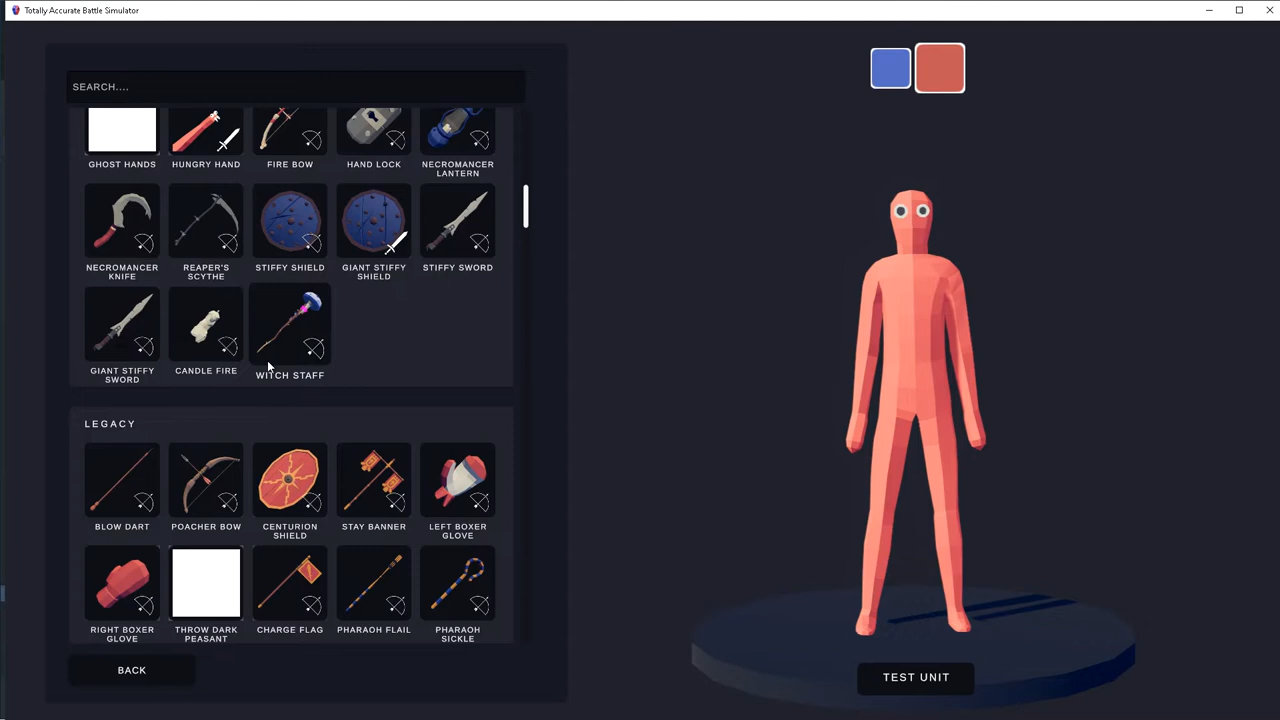 Totally Accurate Battle Simulator
SEARCH....
GHOST HANDS
HUNGRY HAND
FIRE BOW
HAND LOCK
NECROMANCER
LANTERN
NECROMANCER
KNIFE
REAPER'S
SCYTHE
STIFFY SHIELD
GIANT STIFFY
SHIELD
STIFFY SWORD
GIANT STIFFY
SWORD
CANDLE FIRE
WITCH STAFF
LEGACY
BLOW DART
POACHER BOW
CENTURION
SHIELD
STAY BANNER
LEFT BOXER
GLOVE
RIGHT BOXER
GLOVE
THROW DARK
PEASANT
CHARGE FLAG
PHARAOH FLAIL
PHARAOH
SICKLE
BACK
TEST UNIT